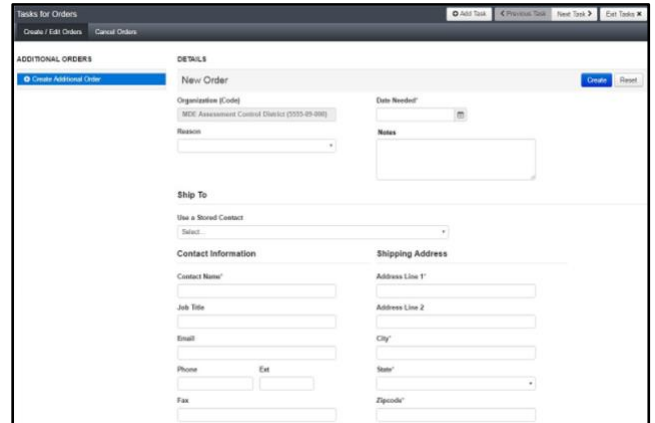 Tasks for Orders
Add Task
Previous Task
Next Task
Exit Tasks
Create / Edit Orders
Cancel Orders
ADDITIONAL ORDERS
DETAILS
Create Additional Order
New Order
Create
Reset
Organization (Code)
Date Needed*
MDE Assessment Control District (5555-89-000)
Reason
Notes
Ship To
Use a Stored Contact
Select...
Contact Information
Shipping Address
Contact Name*
Address Line 1*
Job Title
Address Line 2
Email
City*
Phone
Ext
State*
Fax
Zipcode*